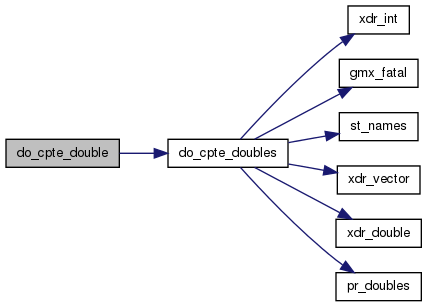 do_cpte_double
do_cpte_doubles
xdr_int
gmx_fatal
st_names
xdr_vector
xdr_double
pr_doubles